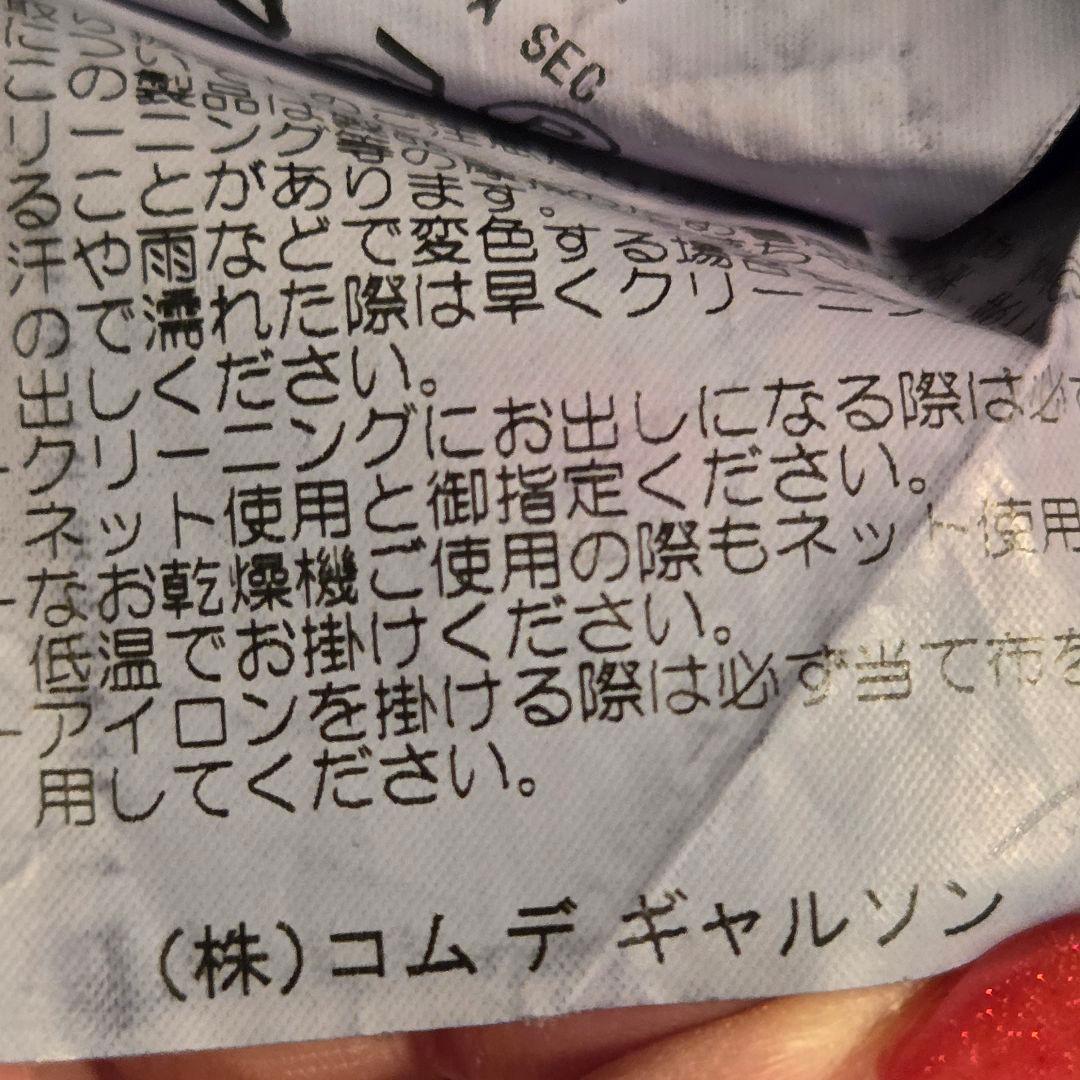 SEC
リーニング等の
ることがあります。
汗や雨などで変色する場合
ので濡れた際は早くクリーニン
出しください。
クリーニングにお出しになる際は必ず
ネット使用と御指定ください。
なお乾燥機ご使用の際もネット使用
低温でお掛けください。
アイロンを掛ける際は必ず当て布を
用してください。
(株)コム デ ギャルソン